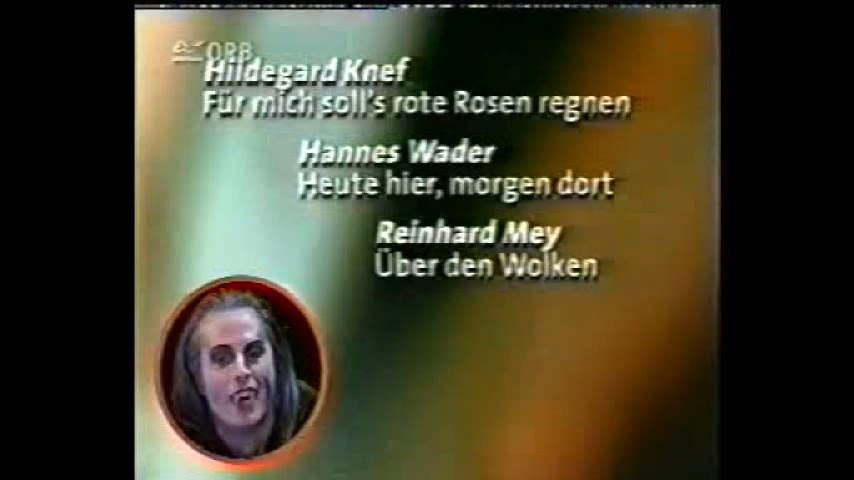 ORB
Hildegard Knef
Für mich soll's rote Rosen regnen
Hannes Wader
Heute hier, morgen dort
Reinhard Mey
Über den Wolken